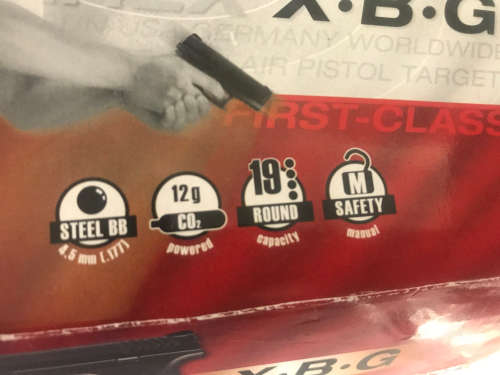 X·B·G
USA GERMANY WORLDWIDE
AIR PISTOL TARGET
FIRST-CLASS
STEEL BB
4.5 mm (.177)
12g
CO₂
powered
19
ROUND
capacity
M
SAFETY
manual
X·B·G